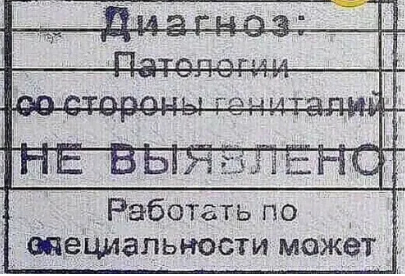 Диагноз:
Патологии
со стороны гениталий
НЕ ВЫЯВЛЕНО
Работать по
специальности может